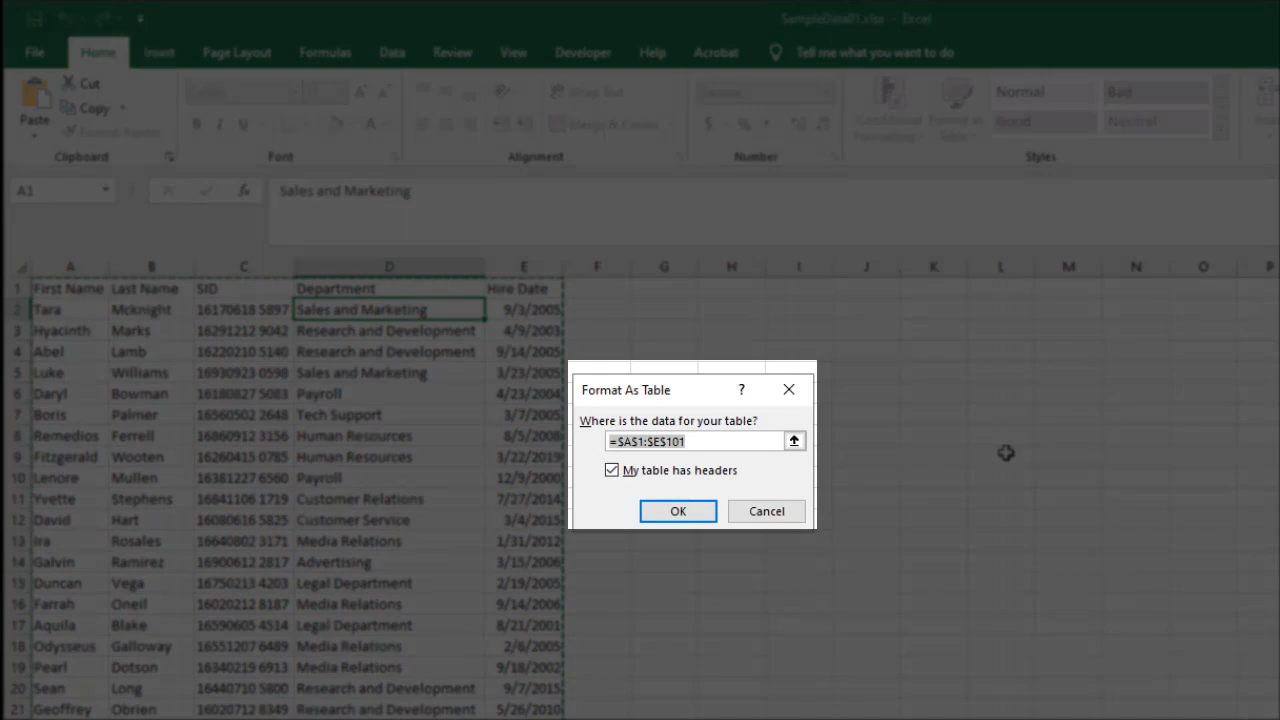 SampleData01.xlsx - Excel
File Home Insert Page Layout Formulas Data Review View Developer Help Acrobat Tell me what you want to do
Cut
Copy
Paste
Format Painter
Wrap Text
Merge & Center
Conditional Formatting
Format as Table
Normal Bad
Good Neutral
Clipboard Font Alignment Number Styles
A1 fx Sales and Marketing
A B C D E F G H I J K L M N O P
1 First Name Last Name SID Department Hire Date
2 Tara Mcknight 16170618 5897 Sales and Marketing 9/3/2005
3 Hyacinth Marks 16291212 9042 Research and Development 4/9/2003
4 Abel Lamb 16220210 5140 Research and Development 9/14/2005
5 Luke Williams 16930923 0598 Sales and Marketing 3/23/2005
6 Daryl Bowman 16180827 5083 Payroll 4/23/2004
7 Boris Palmer 16560502 2648 Tech Support 3/7/2005
8 Remedios Ferrell 16860912 3156 Human Resources 8/5/2008
9 Fitzgerald Wooten 16260415 0785 Human Resources 3/22/2019
10 Lenore Mullen 16381227 6560 Payroll 12/9/2000
11 Yvette Stephens 16841106 1719 Customer Relations 7/27/2014
12 David Hart 16080616 5825 Customer Service 3/4/2015
13 Ira Rosales 16640802 3171 Media Relations 1/31/2012
14 Galvin Ramirez 16900612 2817 Advertising 3/15/2006
15 Duncan Vega 16750213 4203 Legal Department 2/19/2005
16 Farrah Oneil 16020212 8187 Media Relations 9/14/2006
17 Aquila Blake 16590605 4514 Legal Department 8/21/2001
18 Odysseus Galloway 16551207 6489 Media Relations 2/6/2005
19 Pearl Dotson 16340219 6913 Media Relations 9/18/2002
20 Sean Long 16440710 5800 Research and Development 9/7/2015
21 Geoffrey Obrien 16020712 8349 Research and Development 5/26/2010
Format As Table ?
Where is the data for your table?
=$A$1:$E$101
My table has headers
OK Cancel